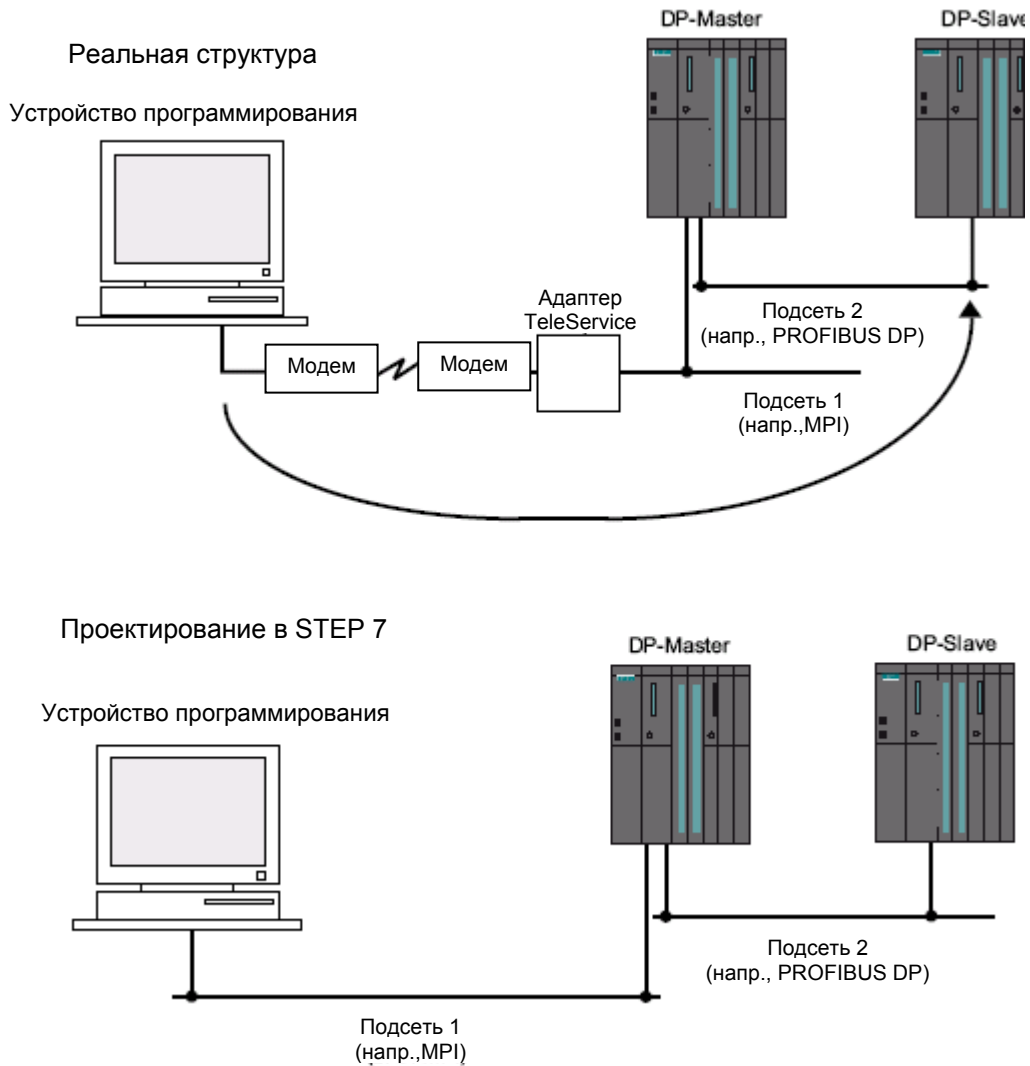 DP-Master
DP-Slave
Реальная структура
Устройство программирования
Адаптер
TeleService
Модем
Модем
Подсеть 2
(напр., PROFIBUS DP)
Подсеть 1
(напр.,MPI)
Проектирование в STEP 7
DP-Master
DP-Slave
Устройство программирования
Подсеть 2
(напр., PROFIBUS DP)
Подсеть 1
(напр.,MPI)